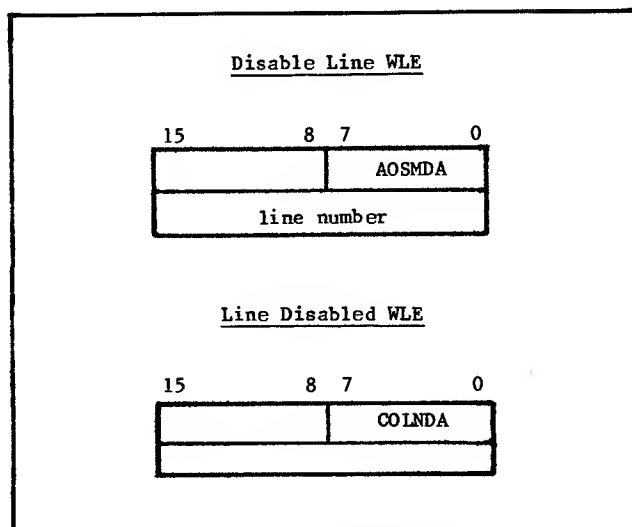 Disable Line WLE
15 8 7 0
AOSMDA
line number
Line Disabled WLE
15 8 7 0
COLNDA